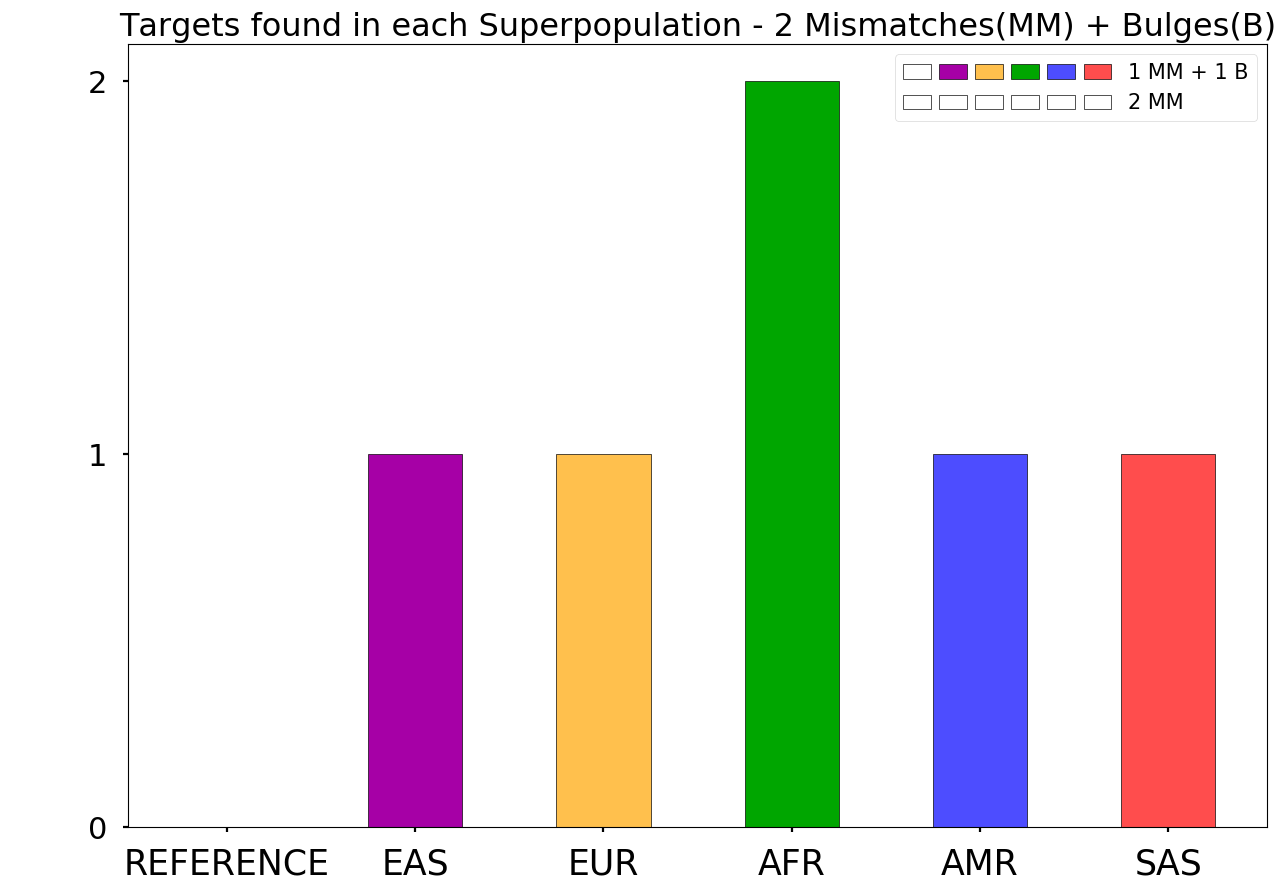 Targets found in each Superpopulation - 2 Mismatches(MM) + Bulges(B)
1 MM + 1 B
2 MM
2
1
0
REFERENCE EAS EUR AFR AMR SAS